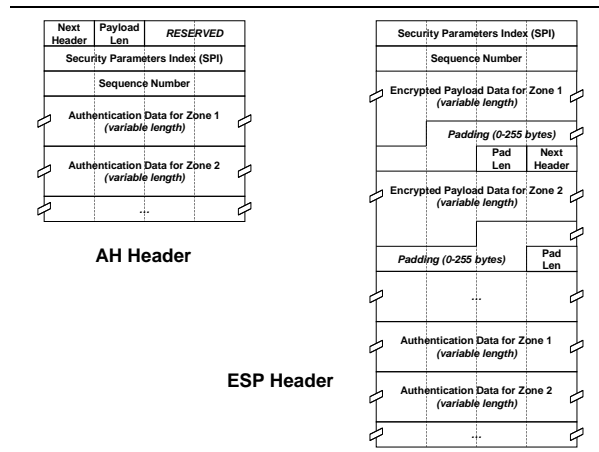 Next Header
Payload Len
RESERVED
Security Parameters Index (SPI)
Sequence Number
Authentication Data for Zone 1
(variable length)
Authentication Data for Zone 2
(variable length)
...
AH Header
Security Parameters Index (SPI)
Sequence Number
Encrypted Payload Data for Zone 1
(variable length)
Padding (0-255 bytes)
Pad Len
Next Header
Encrypted Payload Data for Zone 2
(variable length)
Padding (0-255 bytes)
Pad Len
...
Authentication Data for Zone 1
(variable length)
Authentication Data for Zone 2
(variable length)
...
ESP Header